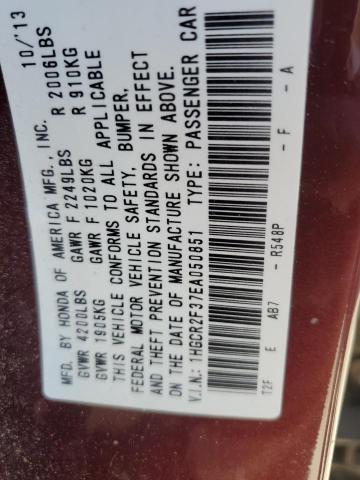 MFD. BY HONDA OF AMERICA MFG., INC. 10/'13
GVWR 4200LBS GAWR F 2249LBS R 2006LBS
GVWR 1905KG GAWR F 1020KG R 910KG
THIS VEHICLE CONFORMS TO ALL APPLICABLE
FEDERAL MOTOR VEHICLE SAFETY, BUMPER,
AND THEFT PREVENTION STANDARDS IN EFFECT
ON THE DATE OF MANUFACTURE SHOWN ABOVE.
V.I.N.: 1HGCR2F37EA050851 TYPE: PASSENGER CAR
T2F E AB7 - R548P - F - A